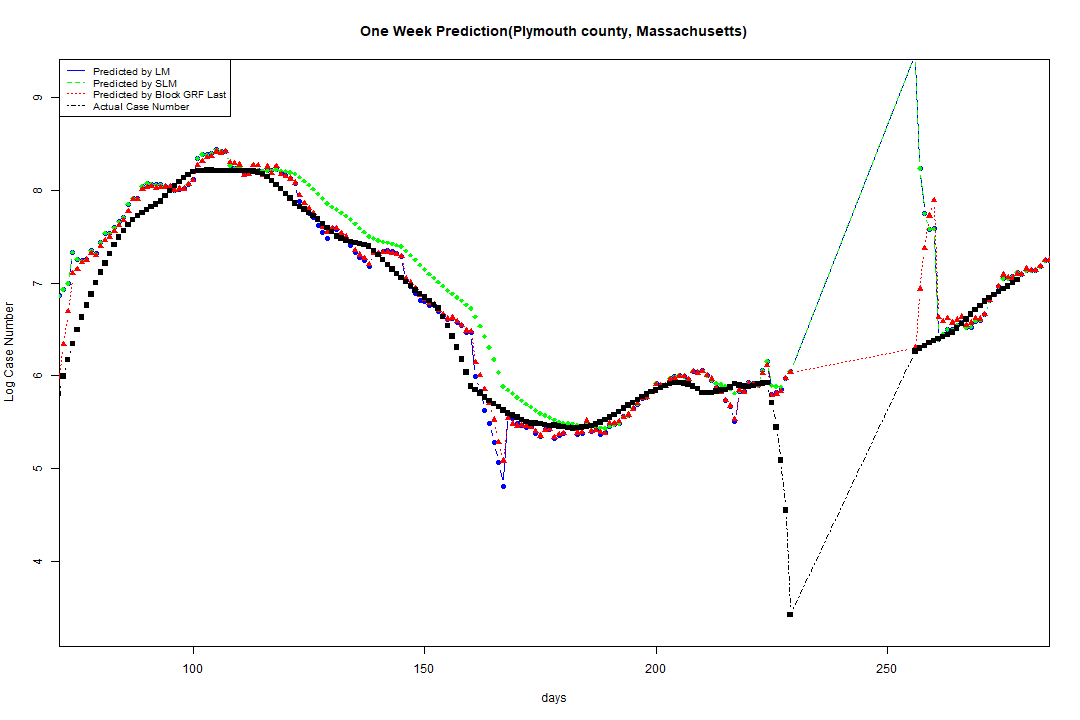 One Week Prediction(Plymouth county, Massachusetts)
Predicted by LM
Predicted by SLM
Predicted by Block GRF Last
Actual Case Number
9
8
7
6
5
4
Log Case Number
100
150
200
250
days